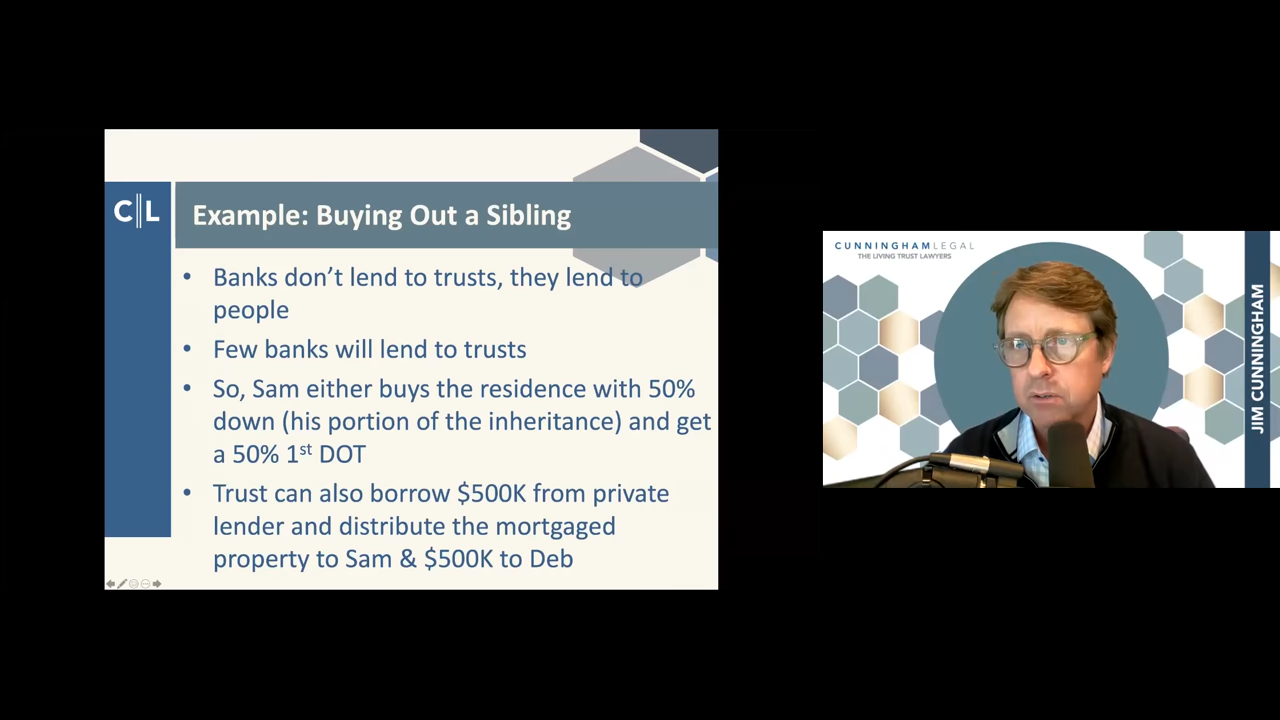 C||L
Example: Buying Out a Sibling
• Banks don’t lend to trusts, they lend to
people
• Few banks will lend to trusts
• So, Sam either buys the residence with 50%
down (his portion of the inheritance) and get
a 50% 1st DOT
• Trust can also borrow $500K from private
lender and distribute the mortgaged
property to Sam & $500K to Deb
CUNNINGHAMLEGAL
THE LIVING TRUST LAWYERS
JIM CUNNINGHAM